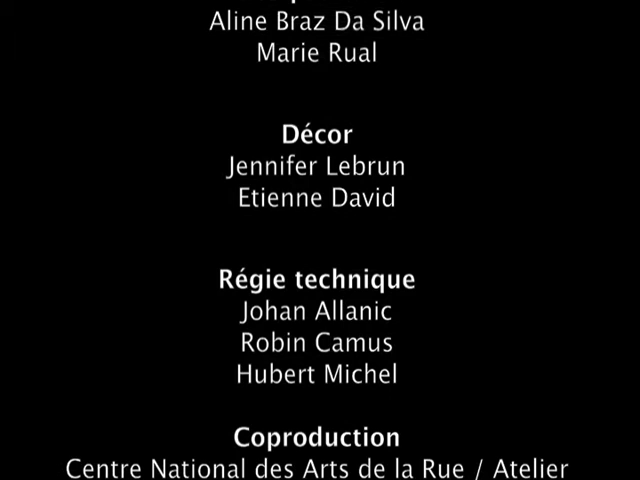 Aline Braz Da Silva
Marie Rual
Décor
Jennifer Lebrun
Etienne David
Régie technique
Johan Allanic
Robin Camus
Hubert Michel
Coproduction
Centre National des Arts de la Rue / Atelier